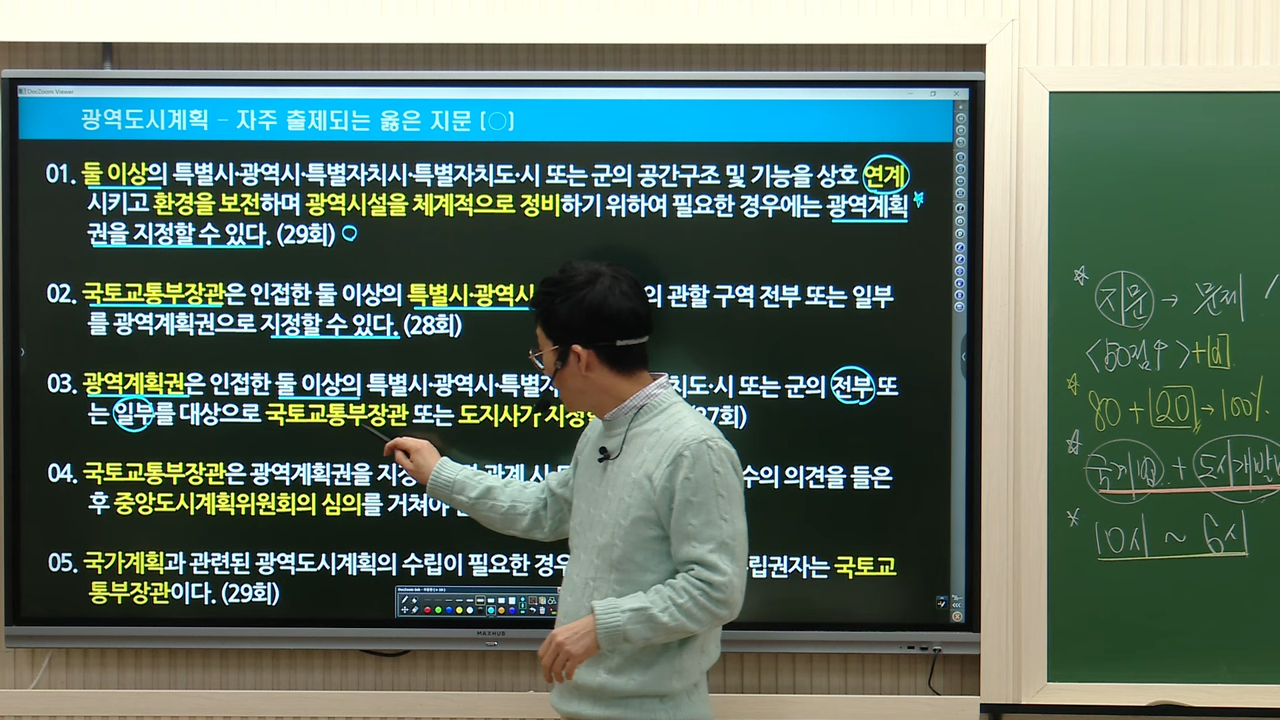 DocZoom Viewer
광역도시계획 - 자주 출제되는 옳은 지문 [○]
01. 둘 이상의 특별시·광역시·특별자치시·특별자치도·시 또는 군의 공간구조 및 기능을 상호 연계
시키고 환경을 보전하며 광역시설을 체계적으로 정비하기 위하여 필요한 경우에는 광역계획
권을 지정할 수 있다. (29회) ○
02. 국토교통부장관은 인접한 둘 이상의 특별시·광역시 의 관할 구역 전부 또는 일부
를 광역계획권으로 지정할 수 있다. (28회)
03. 광역계획권은 인접한 둘 이상의 특별시·광역시·특별자 치도·시 또는 군의 전부 또
는 일부를 대상으로 국토교통부장관 또는 도지사가 지정 27회)
04. 국토교통부장관은 광역계획권을 지정 관계 시 수의 의견을 들은
후 중앙도시계획위원회의 심의를 거쳐야
05. 국가계획과 관련된 광역도시계획의 수립이 필요한 경우 립권자는 국토교
통부장관이다. (29회)
MAXHUB
지문 → 문제
<50점↑>+α
80 + 20 → 100%
국계법 + 도시개발
10시 ~ 6시